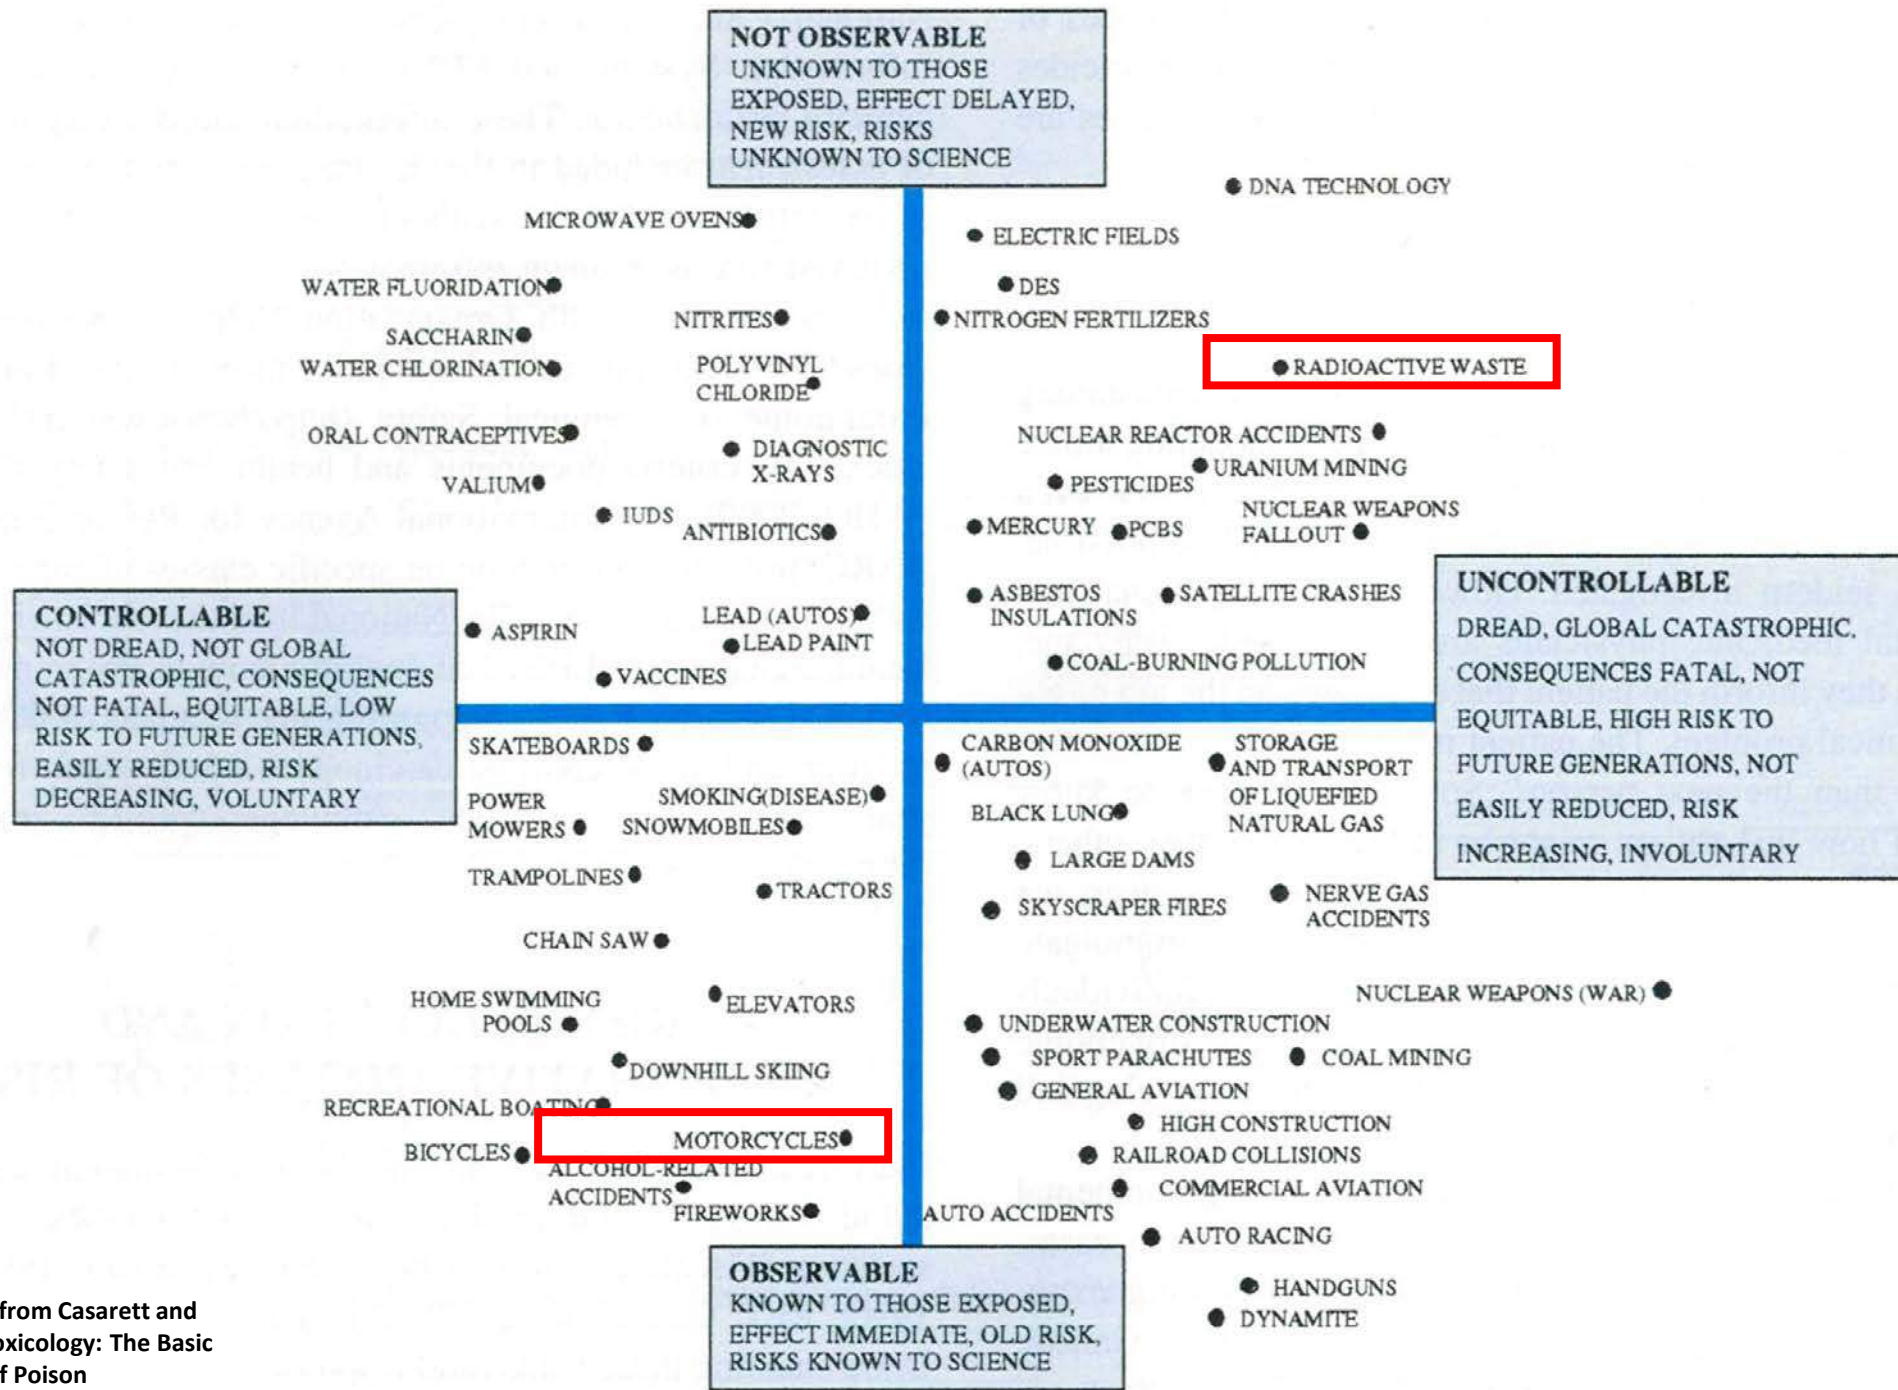 NOT OBSERVABLE
UNKNOWN TO THOSE
EXPOSED, EFFECT DELAYED,
NEW RISK, RISKS
UNKNOWN TO SCIENCE
DNA TECHNOLOGY
MICROWAVE OVENS
ELECTRIC FIELDS
WATER FLUORIDATION
DES
NITRITES
NITROGEN FERTILIZERS
SACCHARIN
WATER CHLORINATION
POLYVINYL
CHLORIDE
RADIOACTIVE WASTE
ORAL CONTRACEPTIVES
DIAGNOSTIC
X-RAYS
NUCLEAR REACTOR ACCIDENTS
URANIUM MINING
VALIUM
PESTICIDES
IUDS
ANTIBIOTICS
MERCURY
PCBS
NUCLEAR WEAPONS
FALLOUT
CONTROLLABLE
NOT DREAD, NOT GLOBAL
CATASTROPHIC, CONSEQUENCES
NOT FATAL, EQUITABLE, LOW
RISK TO FUTURE GENERATIONS,
EASILY REDUCED, RISK
DECREASING, VOLUNTARY
ASPIRIN
LEAD (AUTOS)
LEAD PAINT
VACCINES
ASBESTOS
INSULATIONS
SATELLITE CRASHES
COAL-BURNING POLLUTION
UNCONTROLLABLE
DREAD, GLOBAL CATASTROPHIC,
CONSEQUENCES FATAL, NOT
EQUITABLE, HIGH RISK TO
FUTURE GENERATIONS, NOT
EASILY REDUCED, RISK
INCREASING, INVOLUNTARY
SKATEBOARDS
SMOKING(DISEASE)
POWER
MOWERS
SNOWMOBILES
CARBON MONOXIDE
(AUTOS)
STORAGE
AND TRANSPORT
OF LIQUEFIED
NATURAL GAS
BLACK LUNG
TRAMPOLINES
TRACTORS
LARGE DAMS
SKYSCRAPER FIRES
NERVE GAS
ACCIDENTS
CHAIN SAW
HOME SWIMMING
POOLS
ELEVATORS
NUCLEAR WEAPONS (WAR)
UNDERWATER CONSTRUCTION
DOWNHILL SKIING
SPORT PARACHUTES
COAL MINING
RECREATIONAL BOATING
GENERAL AVIATION
MOTORCYCLES
HIGH CONSTRUCTION
BICYCLES
RAILROAD COLLISIONS
ALCOHOL-RELATED
ACCIDENTS
COMMERCIAL AVIATION
FIREWORKS
AUTO ACCIDENTS
AUTO RACING
HANDGUNS
DYNAMITE
OBSERVABLE
KNOWN TO THOSE EXPOSED,
EFFECT IMMEDIATE, OLD RISK,
RISKS KNOWN TO SCIENCE
from Casarett and
oxicology: The Basic
f Poison